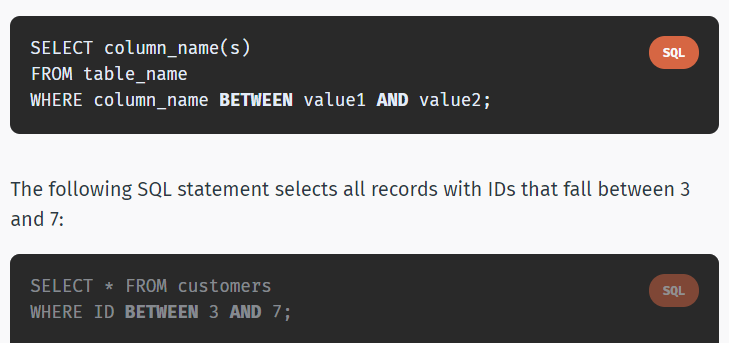 SELECT column_name(s)
SQL
FROM table_name
WHERE column_name BETWEEN value1 AND value2;
The following SQL statement selects all records with IDs that fall between 3
and 7:
SELECT * FROM customers
SQL
WHERE ID BETWEEN 3 AND 7;